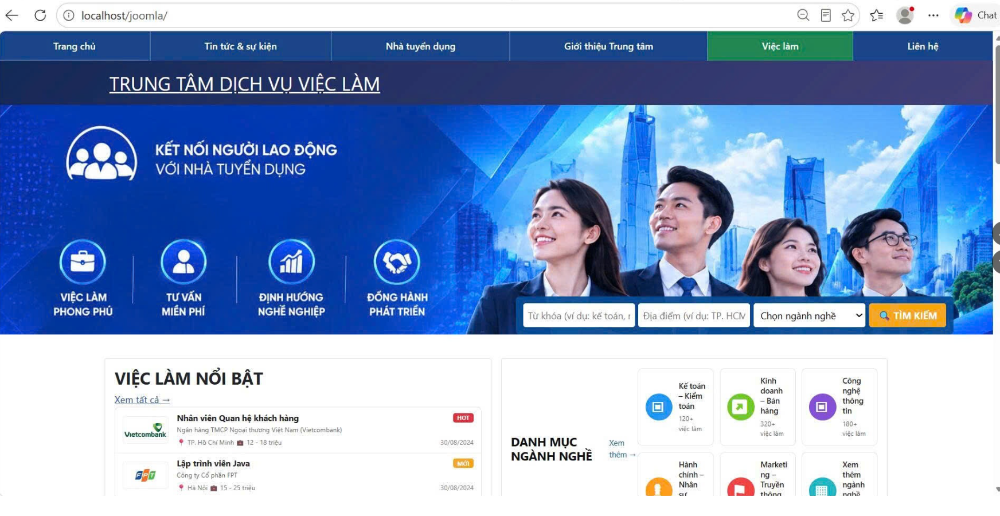 localhost/joomla/
Chat
Trang chủ
Tin tức & sự kiện
Nhà tuyển dụng
Giới thiệu Trung tâm
Việc làm
Liên hệ
TRUNG TÂM DỊCH VỤ VIỆC LÀM
KẾT NỐI NGƯỜI LAO ĐỘNG
VỚI NHÀ TUYỂN DỤNG
VIỆC LÀM
PHONG PHÚ
TƯ VẤN
MIỄN PHÍ
ĐỊNH HƯỚNG
NGHỀ NGHIỆP
ĐỒNG HÀNH
PHÁT TRIỂN
Từ khóa (ví dụ: kế toán,
Địa điểm (ví dụ: TP. HCM
Chọn ngành nghề
TÌM KIẾM
VIỆC LÀM NỔI BẬT
Xem tất cả →
Vietcombank
Nhân viên Quan hệ khách hàng
HOT
Ngân hàng TMCP Ngoại thương Việt Nam (Vietcombank)
TP. Hồ Chí Minh 12 - 18 triệu
30/08/2024
FPT
Lập trình viên Java
MỚI
Công ty Cổ phần FPT
Hà Nội 15 - 25 triệu
30/08/2024
DANH MỤC
NGÀNH NGHỀ
Xem
thêm →
Kế toán
– Kiểm
toán
120+
việc làm
Kinh
doanh
– Bán
hàng
320+
việc làm
Công
nghệ
thông
tin
180+
việc làm
Hành
chính –
Nhân
sự
Marketi
ng –
Truyền
thông
Xem
thêm
ngành
nghề